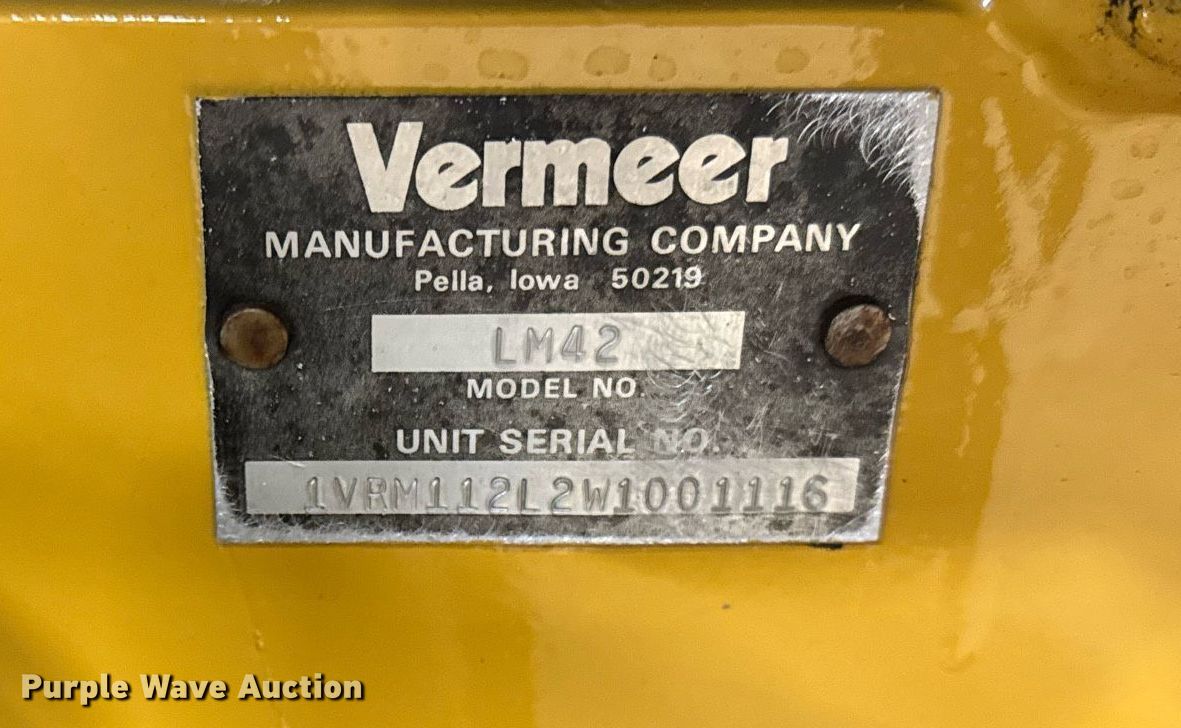 Vermeer
MANUFACTURING COMPANY
Pella, Iowa 50219
LM42
MODEL NO.
UNIT SERIAL NO.
1VRM112L2W1001116
Purple Wave Auction